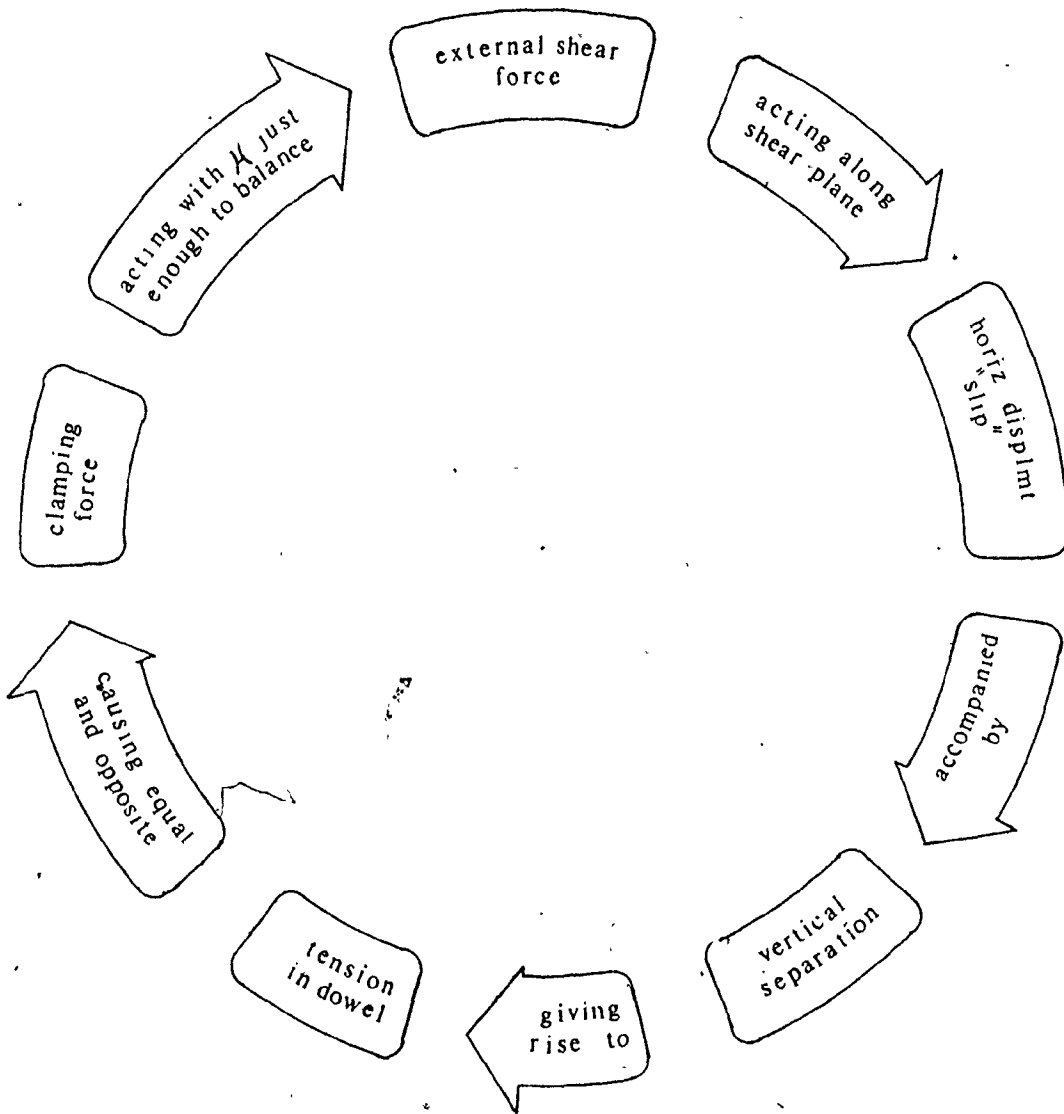 external shear
force
acting along
shear plane
horiz displmt
"slip"
accompanied
by
vertical
separation
giving
rise to
tension
in dowel
causing equal
and opposite
clamping
force
acting with μ just
enough to balance